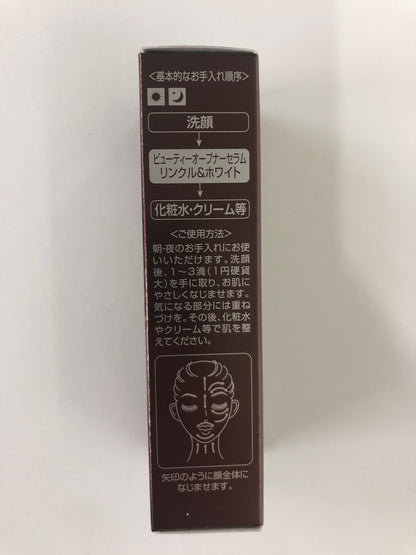 <基本的なお手入れ順序>
洗顔
ビューティーオープナーセラム
リンクル&ホワイト
化粧水・クリーム等
<ご使用方法>
朝・夜のお手入れにお使
いいただけます。洗顔
後、1〜3滴(1円硬貨
大)を手に取り、お肌に
やさしくなじませます。
気になる部分には重ね
づけを。その後、化粧水
やクリーム等で肌を整
えてください。
矢印のように顔全体に
なじませます。